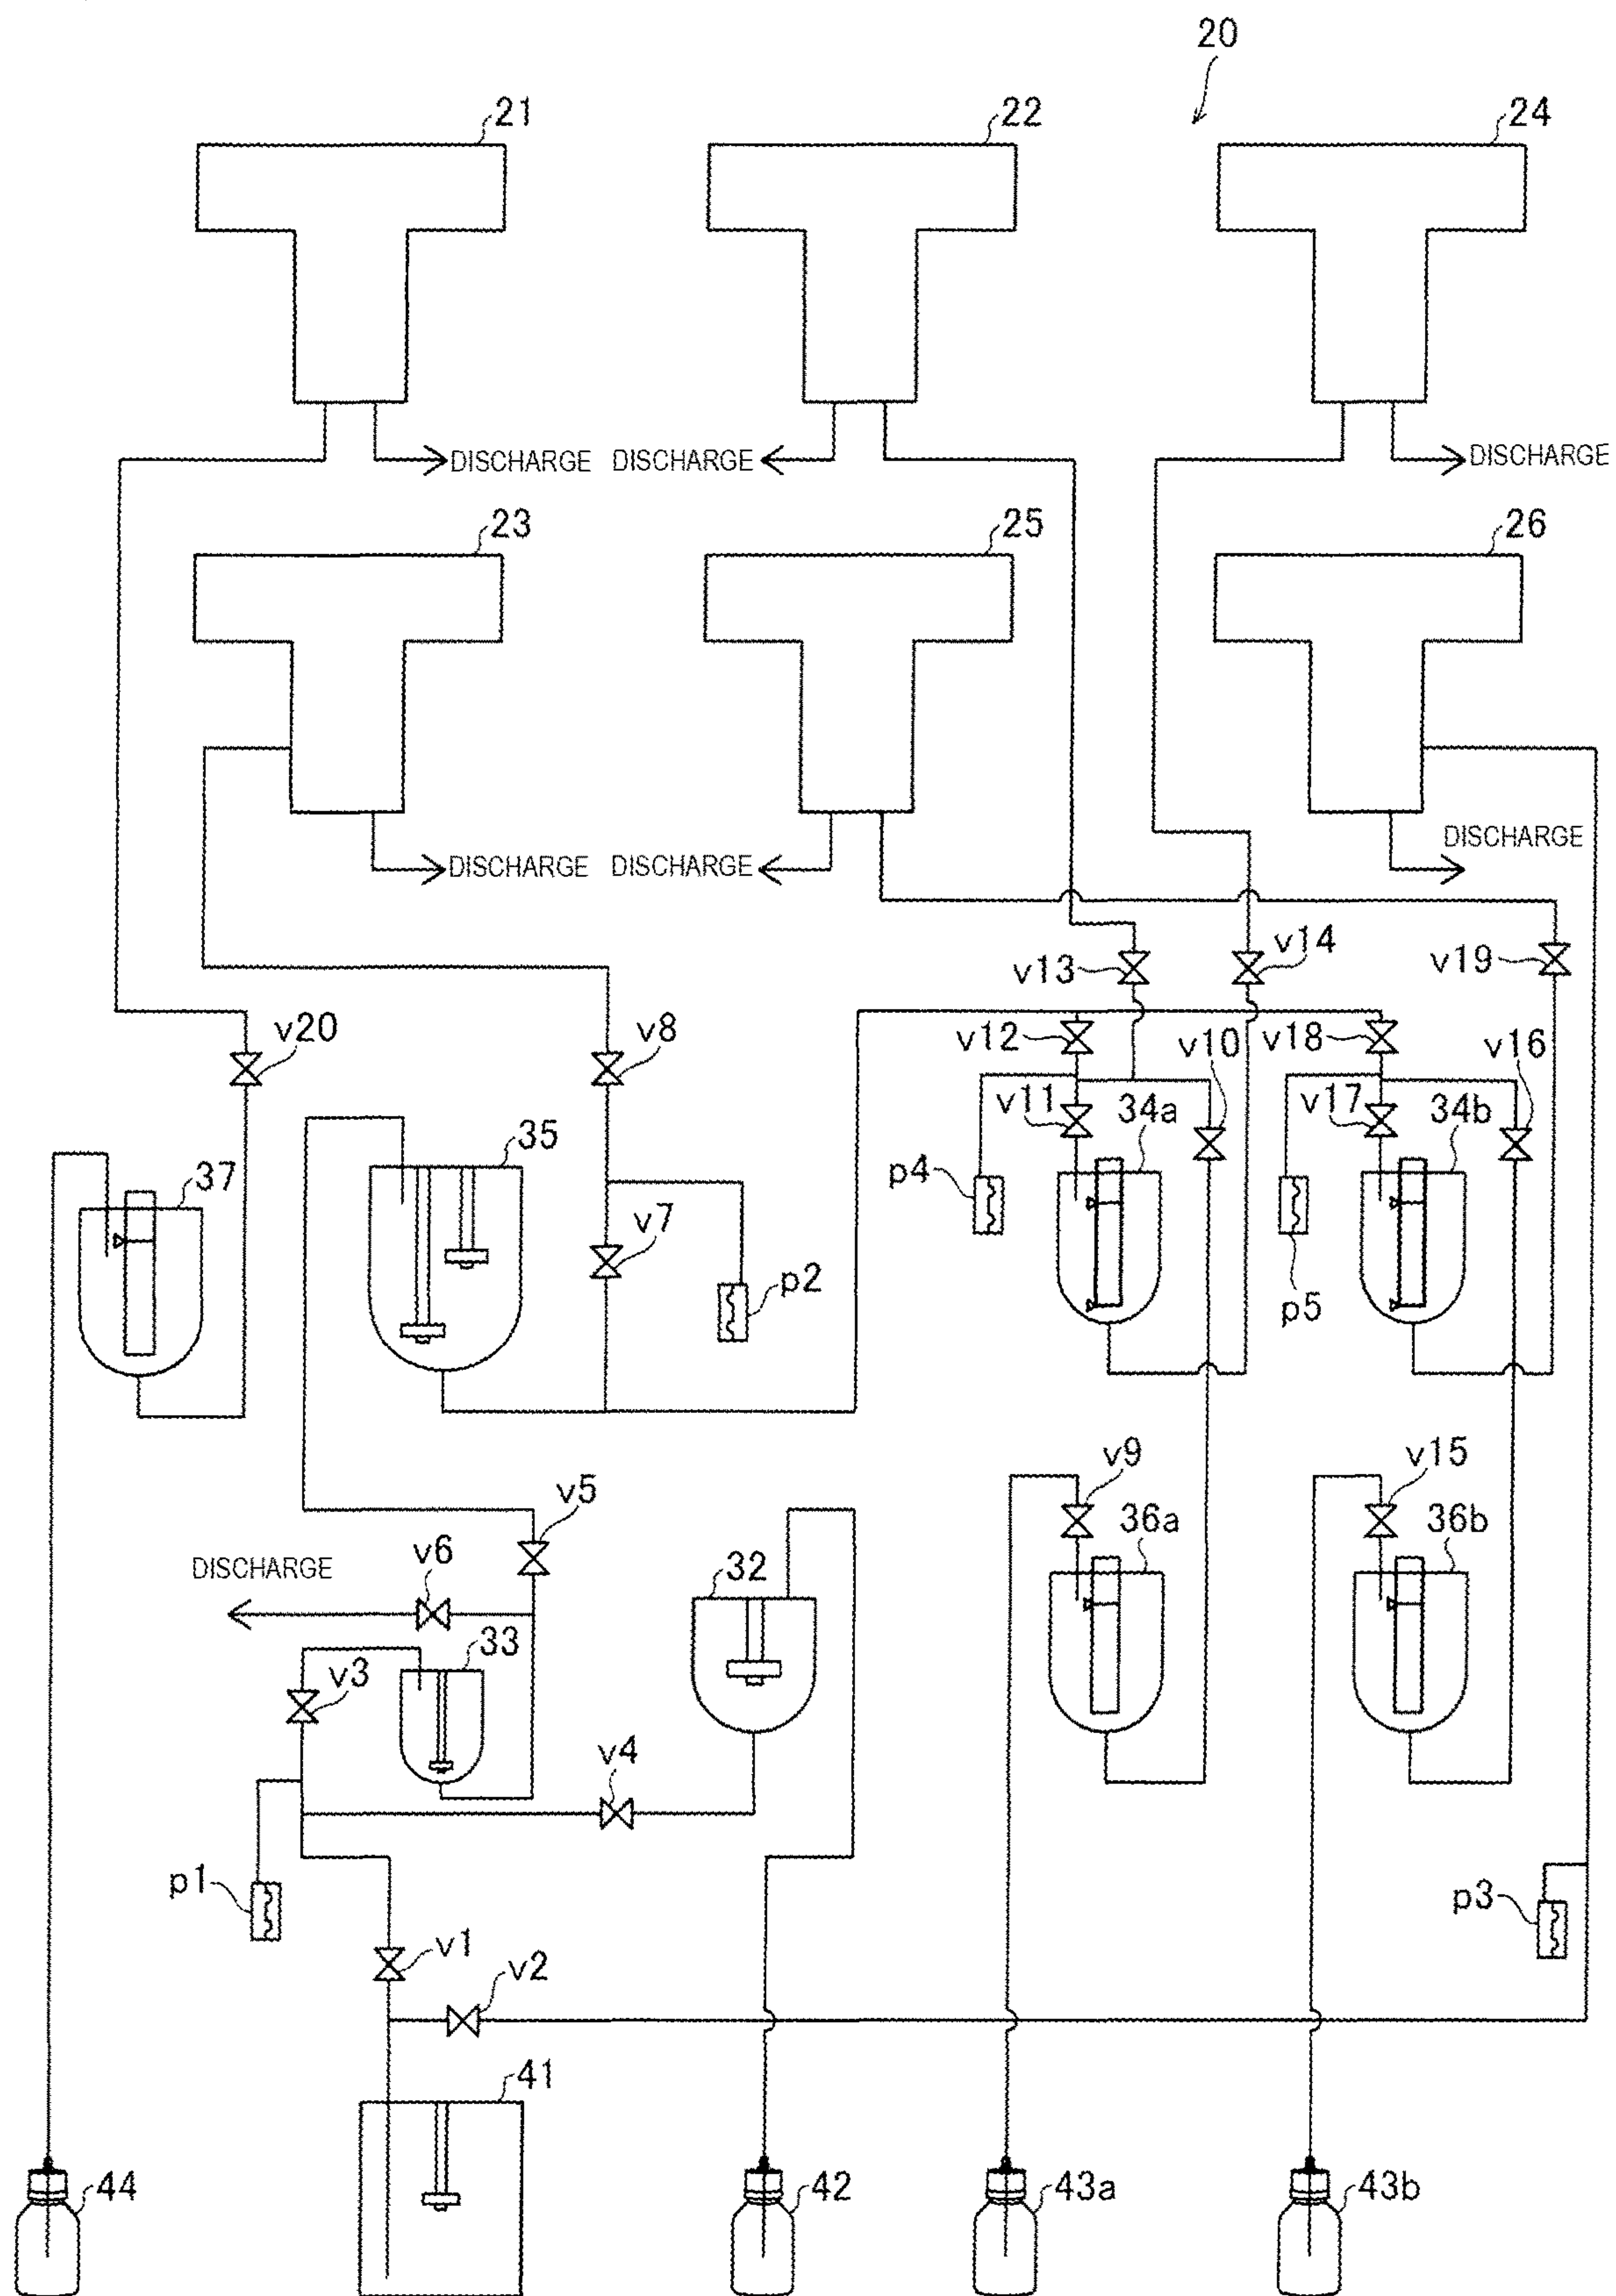 20
21
22
24
DISCHARGE
DISCHARGE
DISCHARGE
23
25
26
DISCHARGE
DISCHARGE
DISCHARGE
v13
v14
v19
v20
v8
v12
v10
v18
v16
v11
34a
v17
34b
35
37
p4
p5
v7
p2
v9
v15
v5
36a
36b
v6
DISCHARGE
32
33
v3
v4
p1
p3
v1
v2
41
44
42
43a
43b